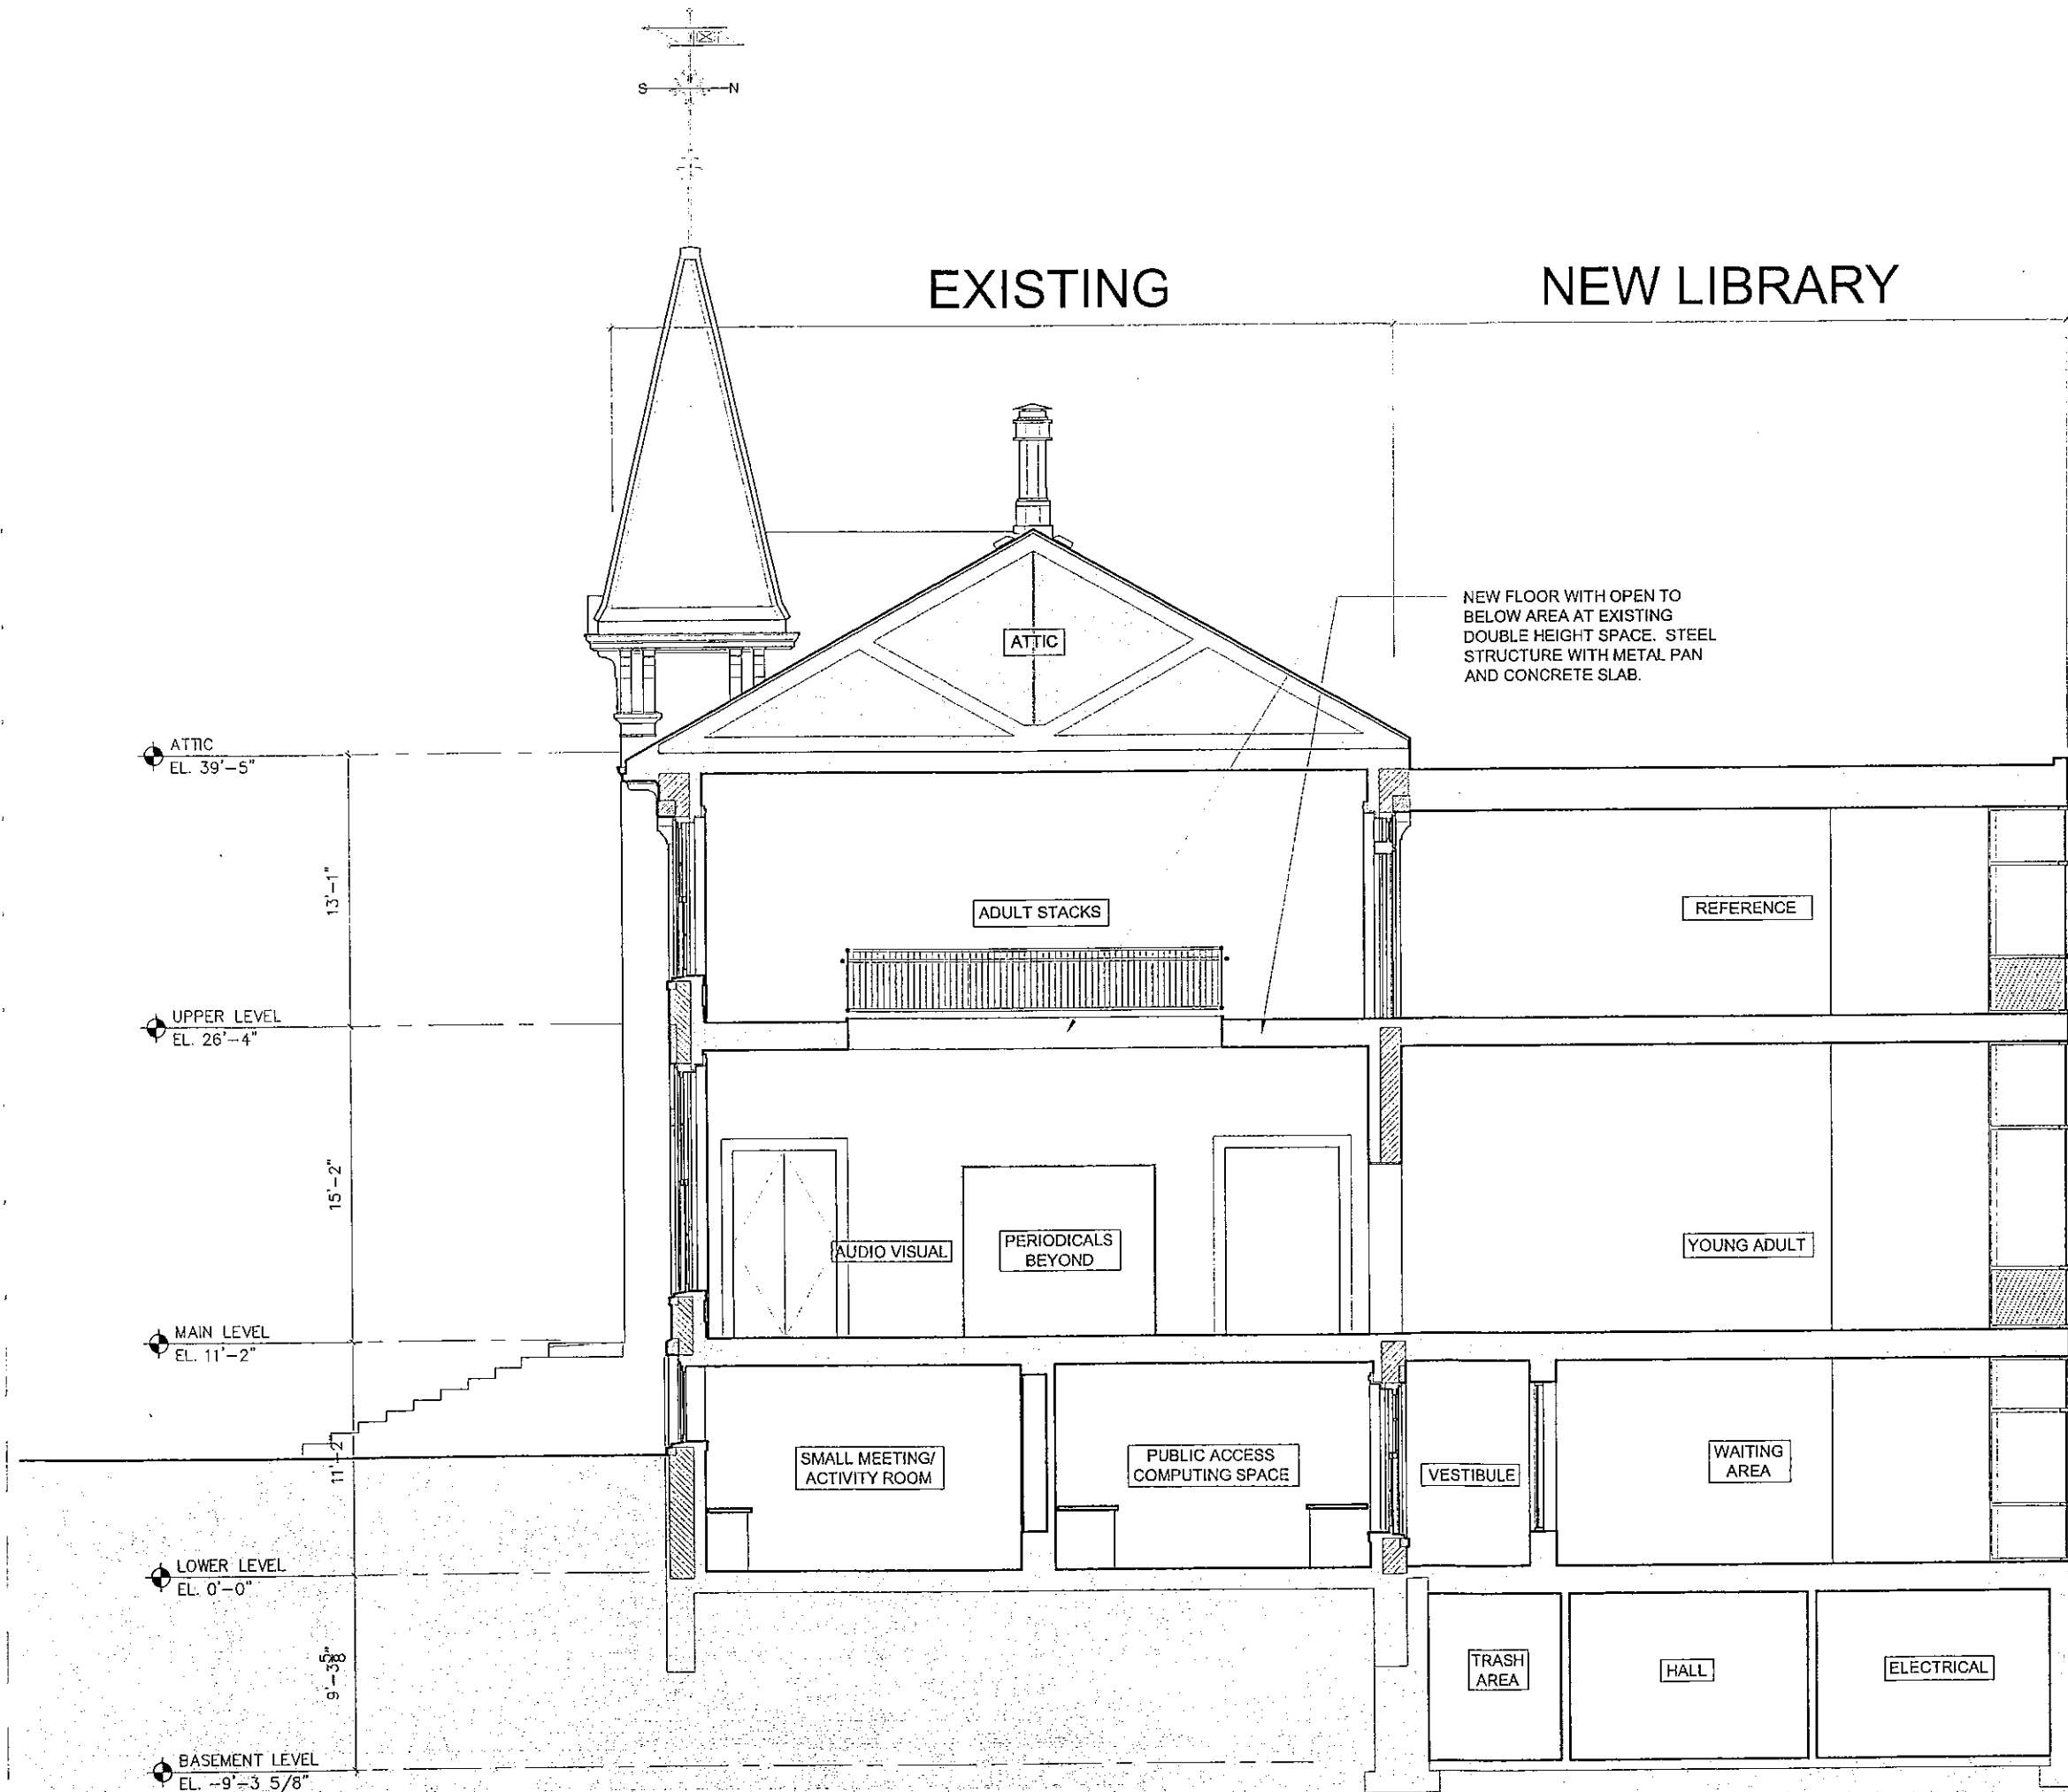 S N
EXISTING
NEW LIBRARY
NEW FLOOR WITH OPEN TO
BELOW AREA AT EXISTING
DOUBLE HEIGHT SPACE. STEEL
STRUCTURE WITH METAL PAN
AND CONCRETE SLAB.
ATTIC
ATTIC
EL. 39'-5"
13'-1"
ADULT STACKS
REFERENCE
UPPER LEVEL
EL. 26'-4"
15'-2"
AUDIO VISUAL
PERIODICALS
BEYOND
YOUNG ADULT
MAIN LEVEL
EL. 11'-2"
11'-2"
SMALL MEETING/
ACTIVITY ROOM
PUBLIC ACCESS
COMPUTING SPACE
VESTIBULE
WAITING
AREA
LOWER LEVEL
EL. 0'-0"
9'-3 5/8"
TRASH
AREA
HALL
ELECTRICAL
BASEMENT LEVEL
EL. -9'-3 5/8"